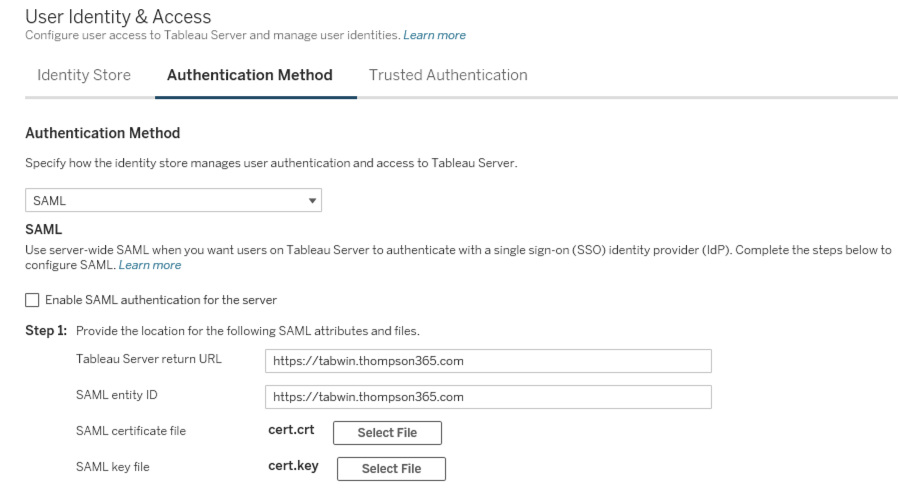 User Identity & Access
Configure user access to Tableau Server and manage user identities. Learn more
Identity Store Authentication Method Trusted Authentication
Authentication Method
Specify how the identity store manages user authentication and access to Tableau Server.
SAML
SAML
Use server-wide SAML when you want users on Tableau Server to authenticate with a single sign-on (SSO) identity provider (IdP). Complete the steps below to
configure SAML. Learn more
Enable SAML authentication for the server
Step 1: Provide the location for the following SAML attributes and files.
Tableau Server return URL https://tabwin.thompson365.com
SAML entity ID https://tabwin.thompson365.com
SAML certificate file cert.crt Select File
SAML key file cert.key Select File